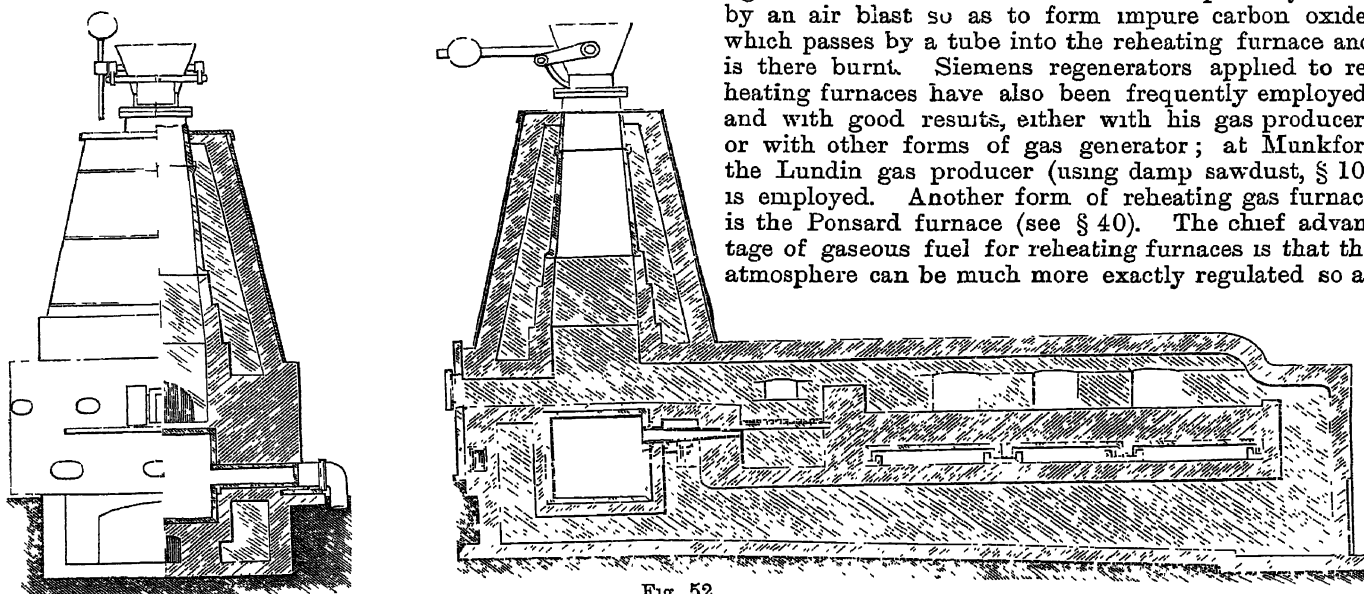 by an air blast so as to form impure carbon oxide
which passes by a tube into the reheating furnace and
is there burnt. Siemens regenerators applied to re
heating furnaces have also been frequently employed
and with good results, either with his gas producer
or with other forms of gas generator; at Munkfor
the Lundin gas producer (using damp sawdust, § 10
is employed. Another form of reheating gas furnac
is the Ponsard furnace (see § 40). The chief advan
tage of gaseous fuel for reheating furnaces is that th
atmosphere can be much more exactly regulated so a
Fig. 52